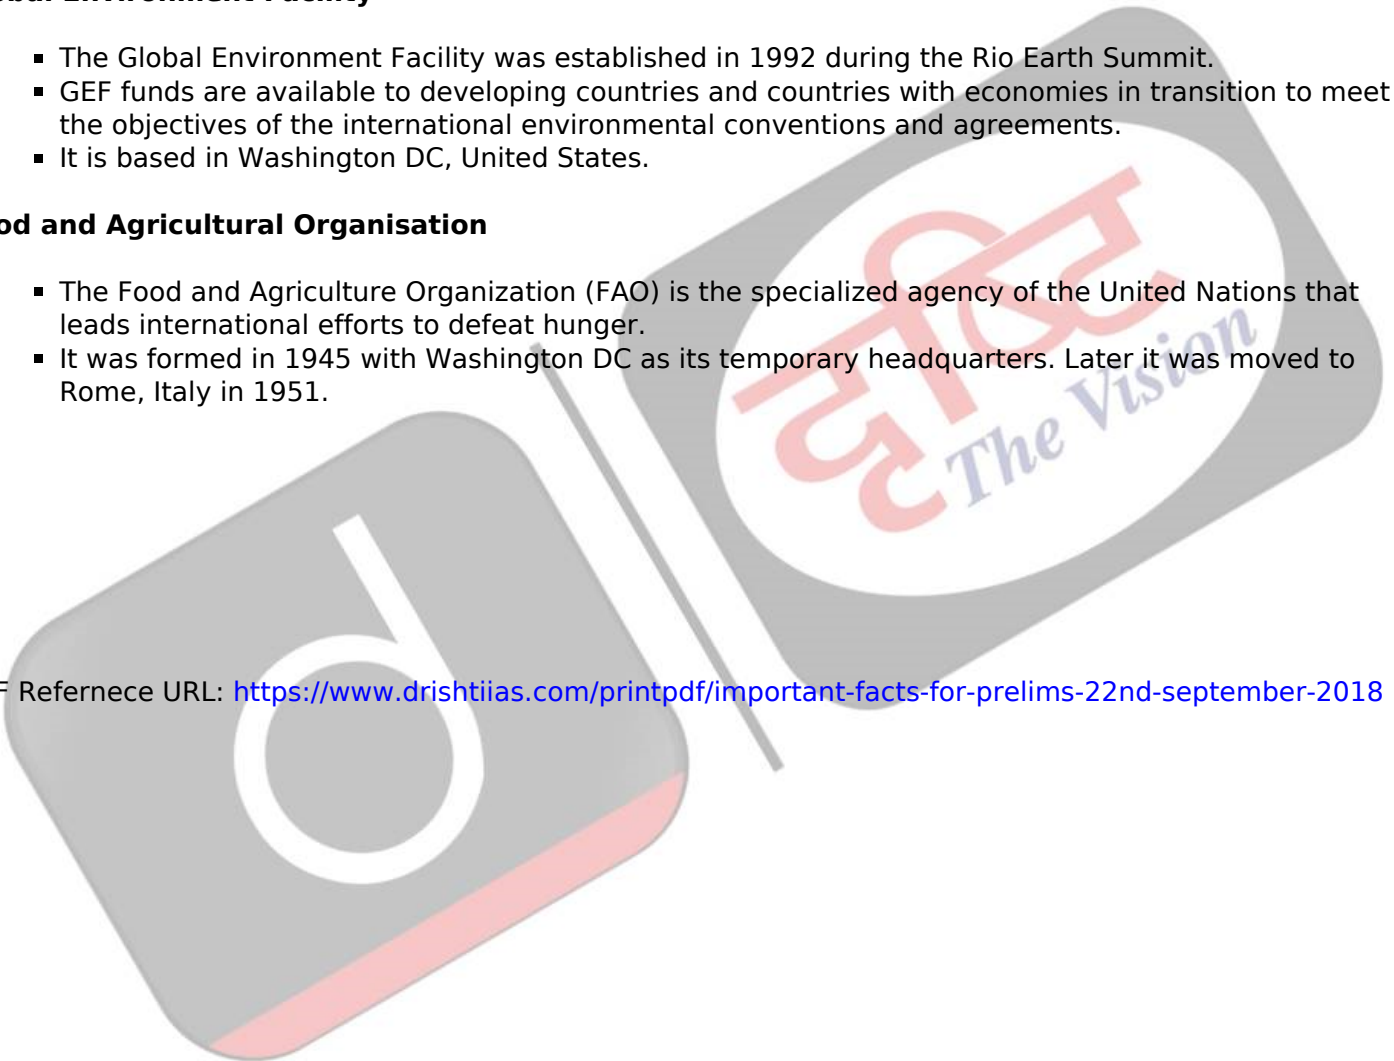 obal Environment Facility
▪ The Global Environment Facility was established in 1992 during the Rio Earth Summit.
▪ GEF funds are available to developing countries and countries with economies in transition to meet
the objectives of the international environmental conventions and agreements.
▪ It is based in Washington DC, United States.
od and Agricultural Organisation
▪ The Food and Agriculture Organization (FAO) is the specialized agency of the United Nations that
leads international efforts to defeat hunger.
▪ It was formed in 1945 with Washington DC as its temporary headquarters. Later it was moved to
Rome, Italy in 1951.
दृष्टि
The Vision
d
F Refernece URL: https://www.drishtiias.com/printpdf/important-facts-for-prelims-22nd-september-2018